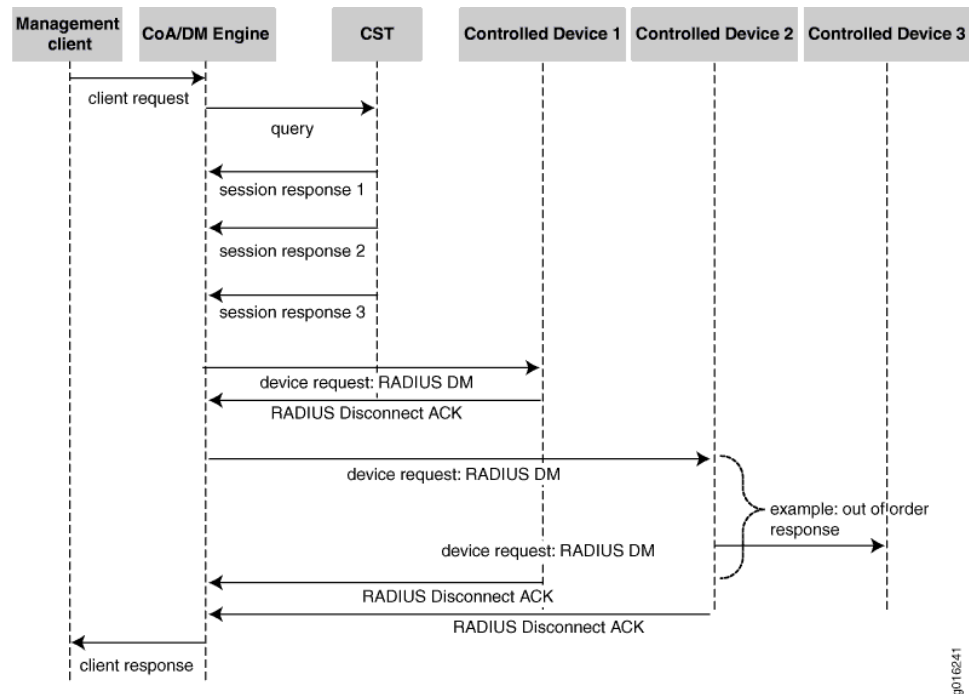 Management
client
CoA/DM Engine
CST
Controlled Device 1
Controlled Device 2
Controlled Device 3
client request
query
session response 1
session response 2
session response 3
device request: RADIUS DM
RADIUS Disconnect ACK
device request: RADIUS DM
example: out of order
response
device request: RADIUS DM
RADIUS Disconnect ACK
RADIUS Disconnect ACK
client response
g016241